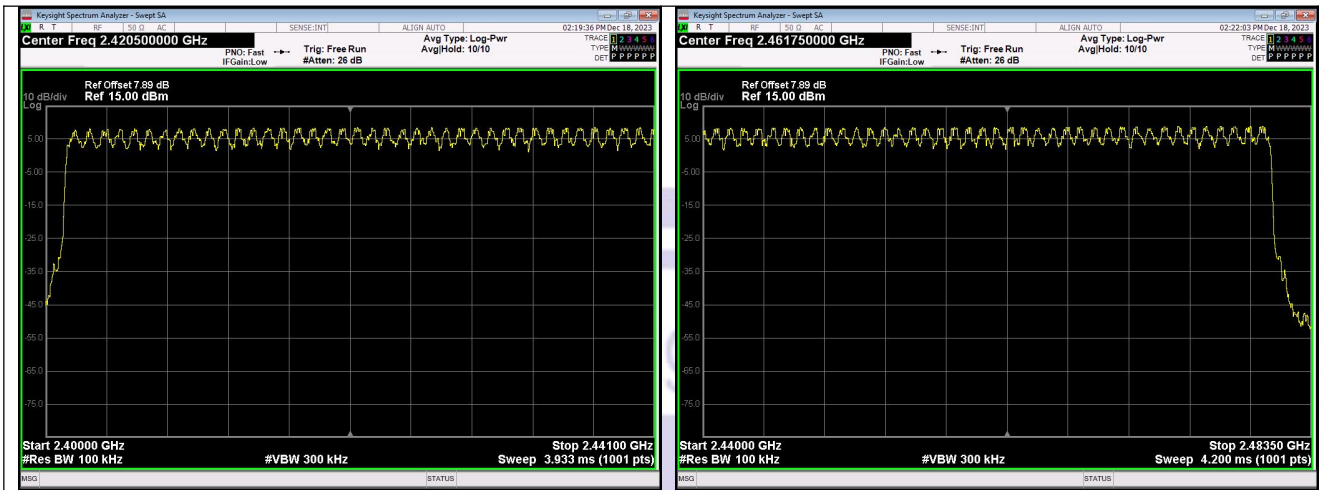 Keysight Spectrum Analyzer - Swept SA
R T RF 50 Ω AC SENSE:INT ALIGN AUTO 02:19:36 PM Dec 18, 2023
Center Freq 2.420500000 GHz
PNO: Fast
IFGain:Low
Trig: Free Run
#Atten: 26 dB
Avg Type: Log-Pwr
Avg|Hold: 10/10
TRACE 1 2 3 4 5 6
TYPE M W W W W W
DET P P P P P P
Ref Offset 7.89 dB
10 dB/div Ref 15.00 dBm
Log
5.00
-5.00
-15.0
-25.0
-35.0
-45.0
-55.0
-65.0
-75.0
Start 2.40000 GHz Stop 2.44100 GHz
#Res BW 100 kHz #VBW 300 kHz Sweep 3.933 ms (1001 pts)
MSG STATUS
Keysight Spectrum Analyzer - Swept SA
R T RF 50 Ω AC SENSE:INT ALIGN AUTO 02:22:03 PM Dec 18, 2023
Center Freq 2.461750000 GHz
PNO: Fast
IFGain:Low
Trig: Free Run
#Atten: 26 dB
Avg Type: Log-Pwr
Avg|Hold: 10/10
TRACE 1 2 3 4 5 6
TYPE M W W W W W
DET P P P P P P
Ref Offset 7.89 dB
10 dB/div Ref 15.00 dBm
Log
5.00
-5.00
-15.0
-25.0
-35.0
-45.0
-55.0
-65.0
-75.0
Start 2.44000 GHz Stop 2.48350 GHz
#Res BW 100 kHz #VBW 300 kHz Sweep 4.200 ms (1001 pts)
MSG STATUS